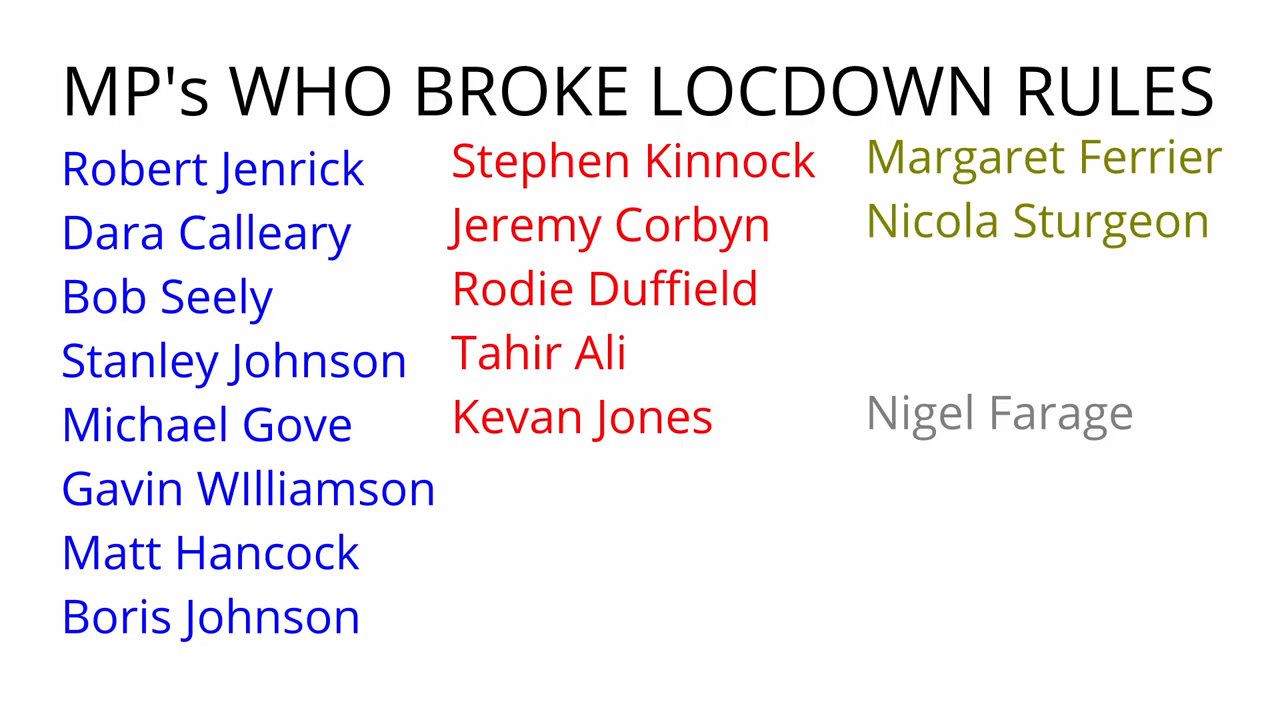 MP's WHO BROKE LOCDOWN RULES
Robert Jenrick
Dara Calleary
Bob Seely
Stanley Johnson
Michael Gove
Gavin WIlliamson
Matt Hancock
Boris Johnson
Stephen Kinnock
Jeremy Corbyn
Rodie Duffield
Tahir Ali
Kevan Jones
Margaret Ferrier
Nicola Sturgeon
Nigel Farage